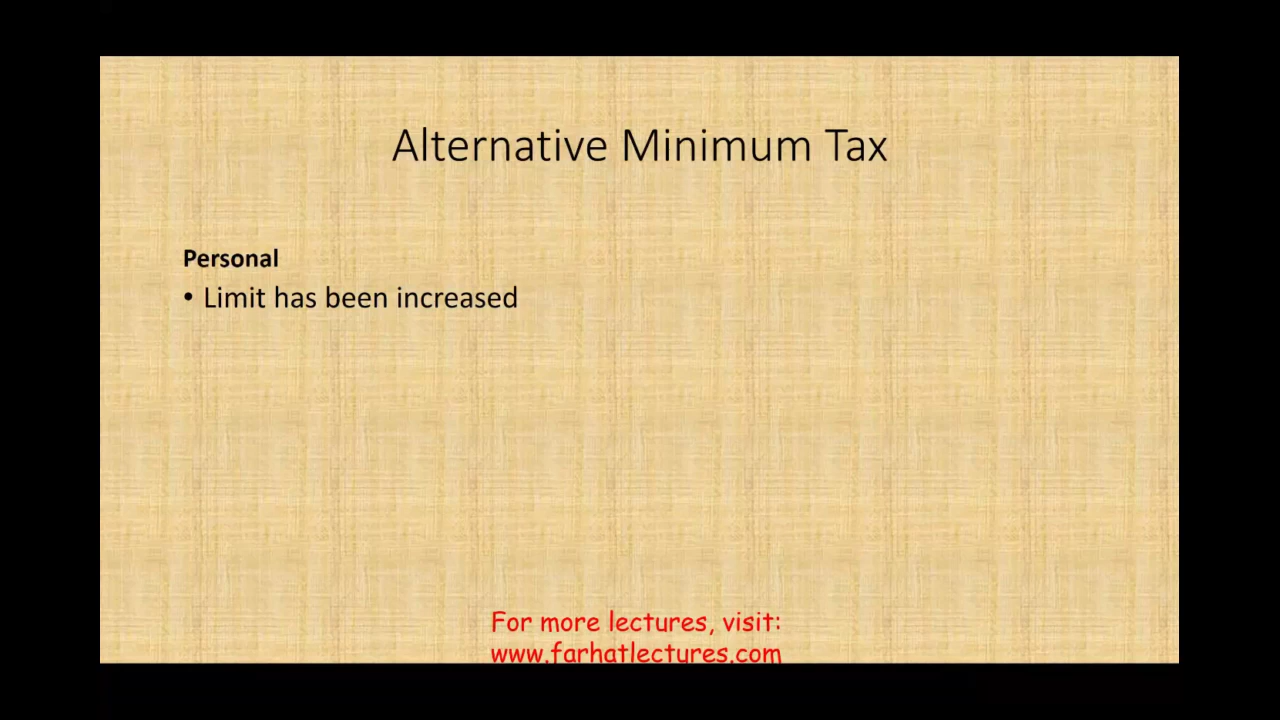 Alternative Minimum Tax
Personal
• Limit has been increased
For more lectures, visit:
www.farhatlectures.com